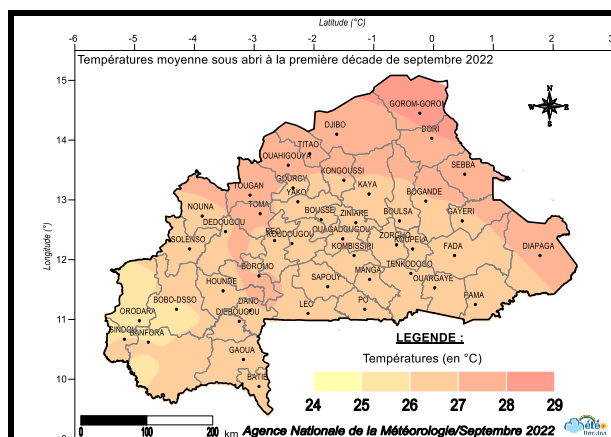 Latitude (°C)
-6 -5 -4 -3 -2 -1 0 1 2
Températures moyenne sous abri à la première décade de septembre 2022
15
GOROM-GOROM
DJIBO
DORI
14
TITAO
OUAHIGOUYA
SEBBA
KONGOUSSI
GOURCY
TOUGAN
KAYA
YAKO
BOGANDE
13
NOUNA
TOMA
BOUSSE
ZINIARE
BOULSA
GAYERI
DEDOUGOU
REO
OUAGADOUGOU
ZORGHO
SOLENSO
KOUDOUGOU
KOUPELA
KOMBISSIRI
FADA
DIAPAGA
Longitude (°C)
12
BOROMO
TENKODOGO
MANGA
HOUNDE
SAPOUY
OUARGAYE
BOBO-DSSO
DANO
LEO
PO
PAMA
ORODARA
DIEBOUGOU
11
SINDOU
BANFORA
GAOUA
BATIE
10
N
W E
S
LEGENDE :
Températures (en °C)
24 25 26 27 28 29
0 100 200 km
Agence Nationale de la Météorologie/Septembre 2022